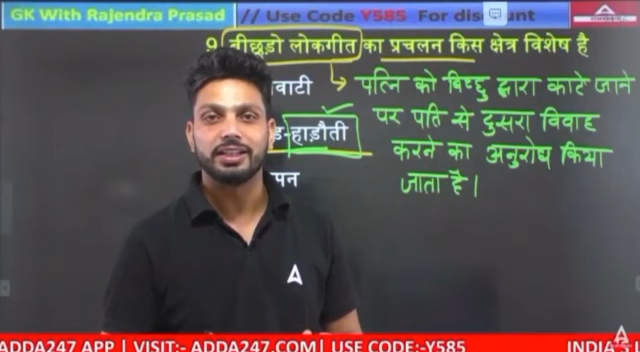 GK With Rajendra Prasad // Use Code Y585 For discount
9. बीछूड़ो लोकगीत का प्रचलन किस क्षेत्र विशेष है
वाटी → पत्नि को बिच्छु द्वारा काटे जाने
ड़-हाड़ौती पर पति से दुसरा विवाह
करने का अनुरोध किया
पन जाता है।
ADDA247 APP | VISIT:- ADDA247.COM| USE CODE:-Y585 INDIA